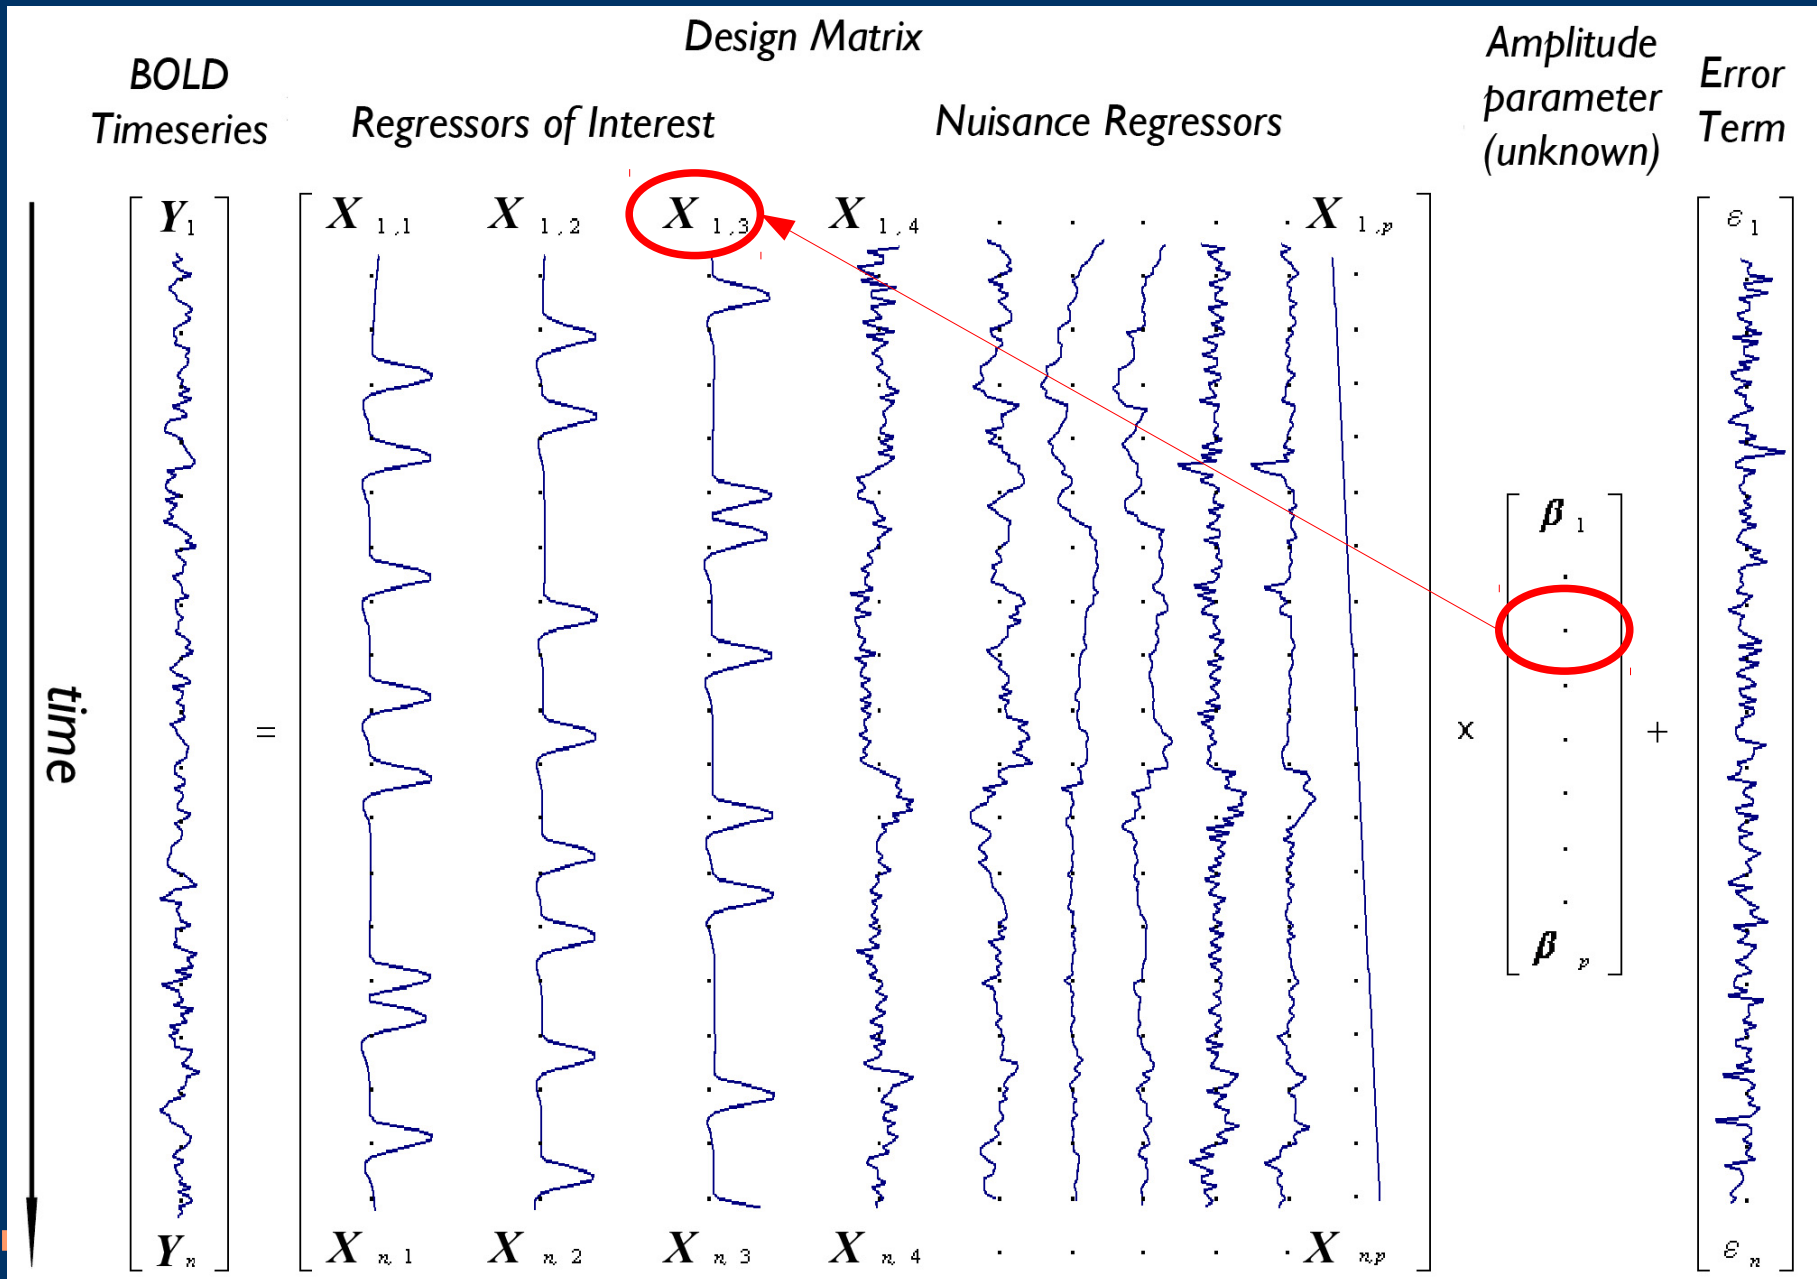 Design Matrix
BOLD
Timeseries
Regressors of Interest
Nuisance Regressors
Amplitude
parameter
(unknown)
Error
Term
Y1 X1,1 X1,2 X1,3 X1,4 . . . . . X1,p ε1
β1
time
= x +
βp
Yn Xn,1 Xn,2 Xn,3 Xn,4 . . . . . Xn,p εn